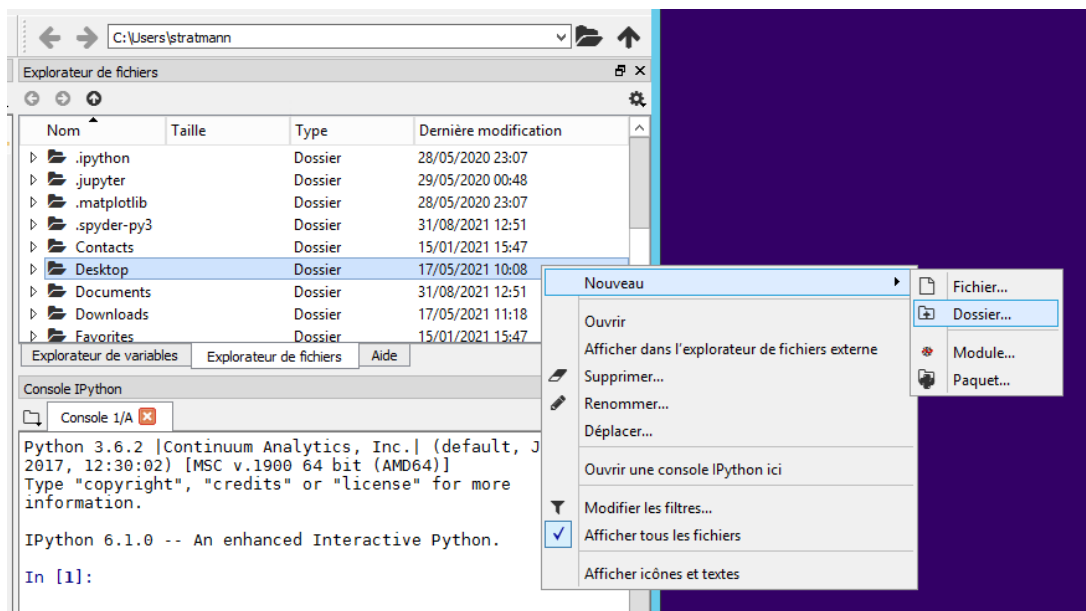 C:\Users\stratmann
Explorateur de fichiers
Nom Taille Type Dernière modification
.ipython Dossier 28/05/2020 23:07
.jupyter Dossier 29/05/2020 00:48
.matplotlib Dossier 28/05/2020 23:07
.spyder-py3 Dossier 31/08/2021 12:51
Contacts Dossier 15/01/2021 15:47
Desktop Dossier 17/05/2021 10:08
Documents Dossier 31/08/2021 12:51
Downloads Dossier 17/05/2021 11:18
Favorites Dossier 15/01/2021 15:47
Explorateur de variables Explorateur de fichiers Aide
Console IPython
Console 1/A
Python 3.6.2 |Continuum Analytics, Inc.| (default, J
2017, 12:30:02) [MSC v.1900 64 bit (AMD64)]
Type "copyright", "credits" or "license" for more
information.
IPython 6.1.0 -- An enhanced Interactive Python.
In [1]:
Nouveau
Ouvrir
Afficher dans l'explorateur de fichiers externe
Supprimer...
Renommer...
Déplacer...
Ouvrir une console IPython ici
Modifier les filtres...
Afficher tous les fichiers
Afficher icônes et textes
Fichier...
Dossier...
Module...
Paquet...